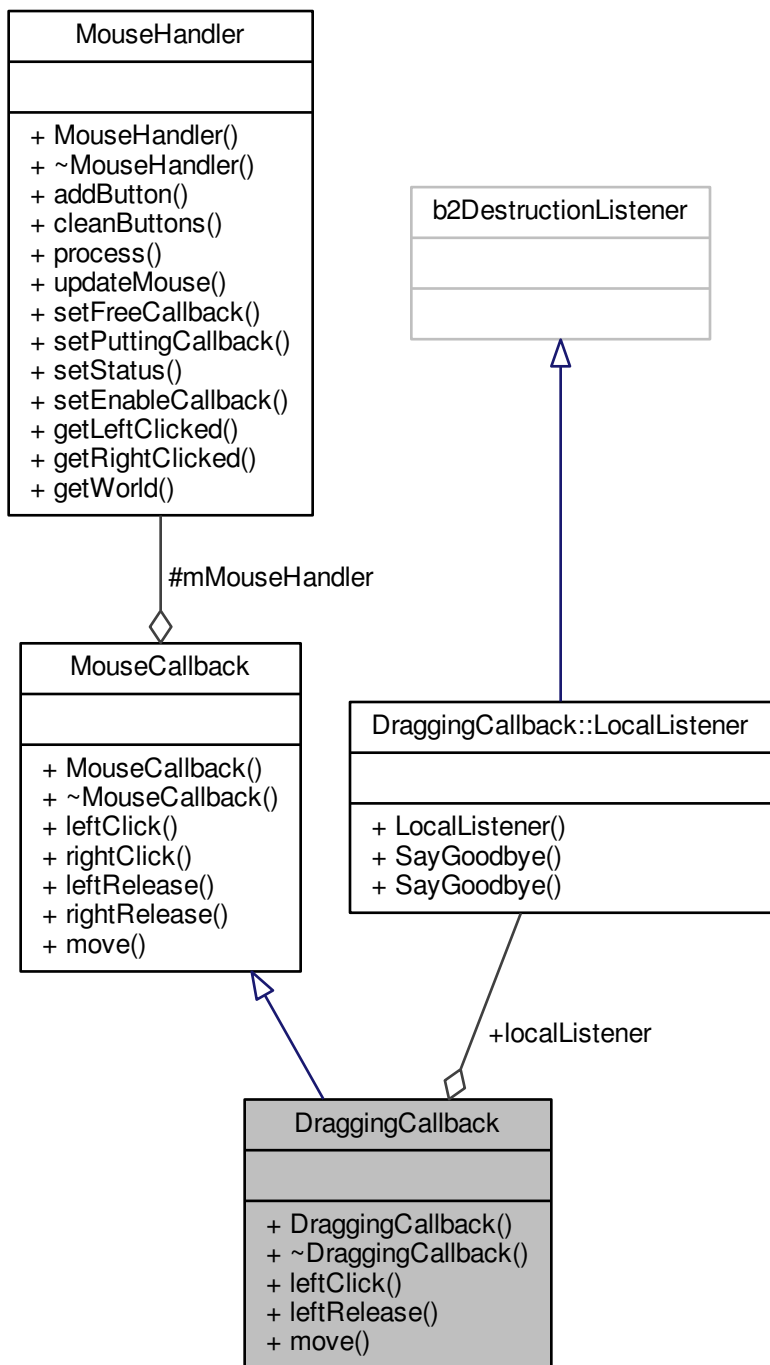 MouseHandler
+ MouseHandler()
+ ~MouseHandler()
+ addButton()
+ cleanButtons()
+ process()
+ updateMouse()
+ setFreeCallback()
+ setPuttingCallback()
+ setStatus()
+ setEnableCallback()
+ getLeftClicked()
+ getRightClicked()
+ getWorld()
b2DestructionListener
#mMouseHandler
MouseCallback
+ MouseCallback()
+ ~MouseCallback()
+ leftClick()
+ rightClick()
+ leftRelease()
+ rightRelease()
+ move()
DraggingCallback::LocalListener
+ LocalListener()
+ SayGoodbye()
+ SayGoodbye()
+localListener
DraggingCallback
+ DraggingCallback()
+ ~DraggingCallback()
+ leftClick()
+ leftRelease()
+ move()